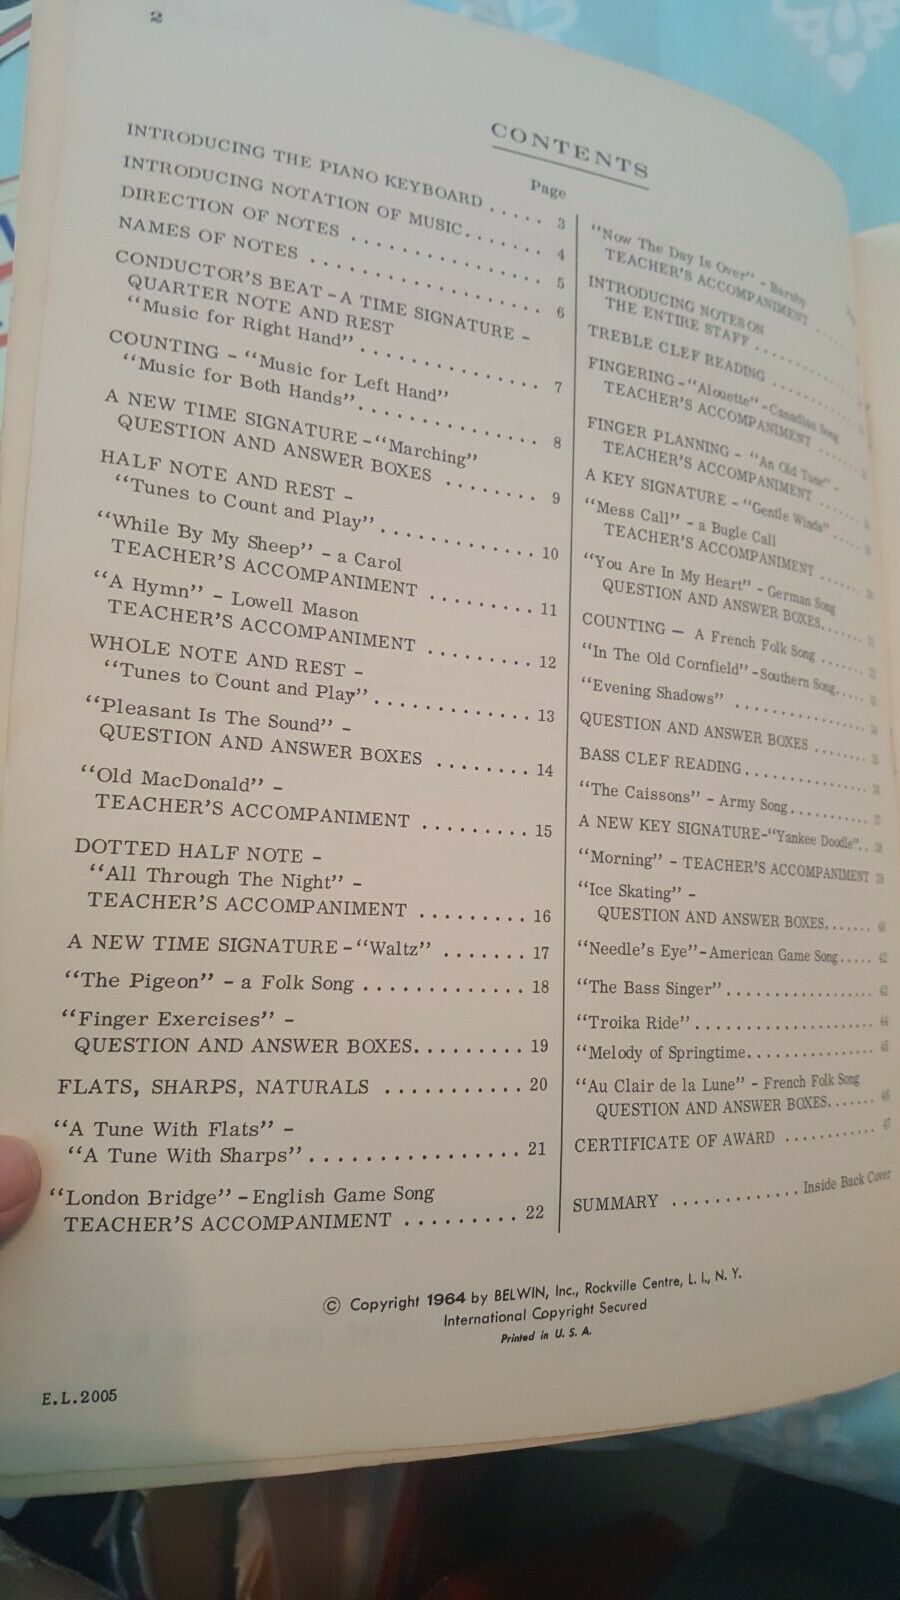 2
CONTENTS
Page
INTRODUCING THE PIANO KEYBOARD ..... 3
INTRODUCING NOTATION OF MUSIC....... 4
DIRECTION OF NOTES ................ 5
NAMES OF NOTES ................... 6
CONDUCTOR'S BEAT - A TIME SIGNATURE -
QUARTER NOTE AND REST
"Music for Right Hand" ............... 7
COUNTING - "Music for Left Hand"
"Music for Both Hands"............... 8
A NEW TIME SIGNATURE - "Marching"
QUESTION AND ANSWER BOXES ........ 9
HALF NOTE AND REST -
"Tunes to Count and Play"............. 10
"While By My Sheep" - a Carol
TEACHER'S ACCOMPANIMENT ......... 11
"A Hymn" - Lowell Mason
TEACHER'S ACCOMPANIMENT ......... 12
WHOLE NOTE AND REST -
"Tunes to Count and Play" ............. 13
"Pleasant Is The Sound" -
QUESTION AND ANSWER BOXES ........ 14
"Old MacDonald" -
TEACHER'S ACCOMPANIMENT ......... 15
DOTTED HALF NOTE -
"All Through The Night" -
TEACHER'S ACCOMPANIMENT ......... 16
A NEW TIME SIGNATURE - "Waltz" ....... 17
"The Pigeon" - a Folk Song ............. 18
"Finger Exercises" -
QUESTION AND ANSWER BOXES......... 19
FLATS, SHARPS, NATURALS ........... 20
"A Tune With Flats" -
"A Tune With Sharps"................. 21
"London Bridge" - English Game Song
TEACHER'S ACCOMPANIMENT ......... 22
"Now The Day Is Over" - Barnby
TEACHER'S ACCOMPANIMENT ......
INTRODUCING NOTES ON
THE ENTIRE STAFF ............
TREBLE CLEF READING ..........
FINGERING - "Alouette" - Canadian Song
TEACHER'S ACCOMPANIMENT ......
FINGER PLANNING - "An Old Tune" -
TEACHER'S ACCOMPANIMENT ......
A KEY SIGNATURE - "Gentle Winds" .....
"Mess Call" - a Bugle Call
TEACHER'S ACCOMPANIMENT .......
"You Are In My Heart" - German Song
QUESTION AND ANSWER BOXES.......
COUNTING - A French Folk Song .......
"In The Old Cornfield" - Southern Song.....
"Evening Shadows" ................
QUESTION AND ANSWER BOXES ........
BASS CLEF READING...............
"The Caissons" - Army Song...........
A NEW KEY SIGNATURE - "Yankee Doodle"..
"Morning" - TEACHER'S ACCOMPANIMENT 39
"Ice Skating" -
QUESTION AND ANSWER BOXES....... 40
"Needle's Eye" - American Game Song..... 42
"The Bass Singer".................... 43
"Troika Ride"....................... 44
"Melody of Springtime................. 45
"Au Clair de la Lune" - French Folk Song
QUESTION AND ANSWER BOXES....... 46
CERTIFICATE OF AWARD ............ 47
SUMMARY ............. Inside Back Cover
© Copyright 1964 by BELWIN, Inc., Rockville Centre, L. I., N. Y.
International Copyright Secured
Printed in U. S. A.
E.L.2005